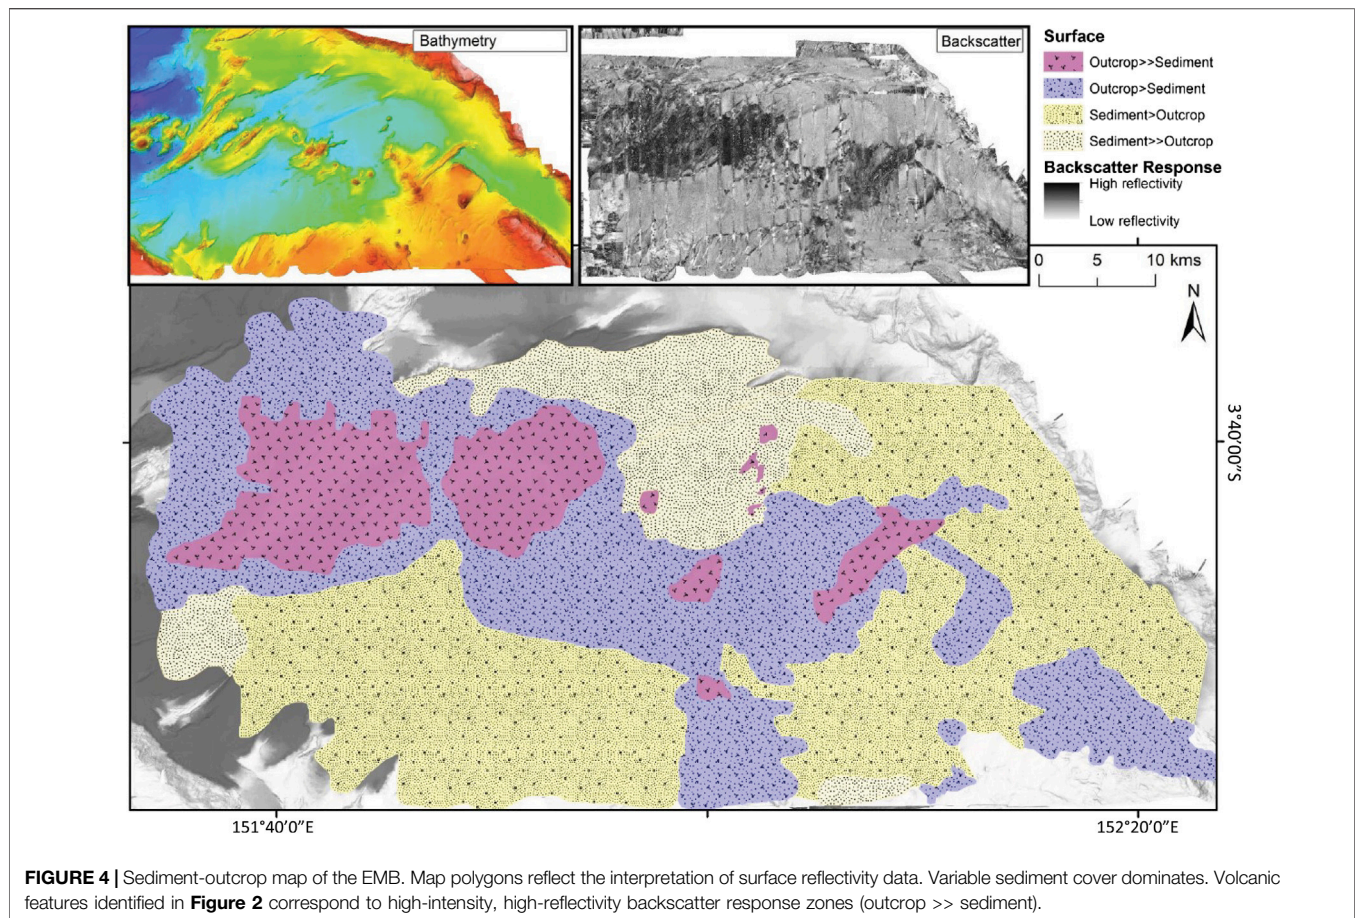 Bathymetry
Backscatter
Surface
Outcrop>>Sediment
Outcrop>Sediment
Sediment>Outcrop
Sediment>>Outcrop
Backscatter Response
High reflectivity
Low reflectivity
0 5 10 kms
N
3°40'00"S
151°40'0"E
152°20'0"E
FIGURE 4 | Sediment-outcrop map of the EMB. Map polygons reflect the interpretation of surface reflectivity data. Variable sediment cover dominates. Volcanic
features identified in Figure 2 correspond to high-intensity, high-reflectivity backscatter response zones (outcrop >> sediment).